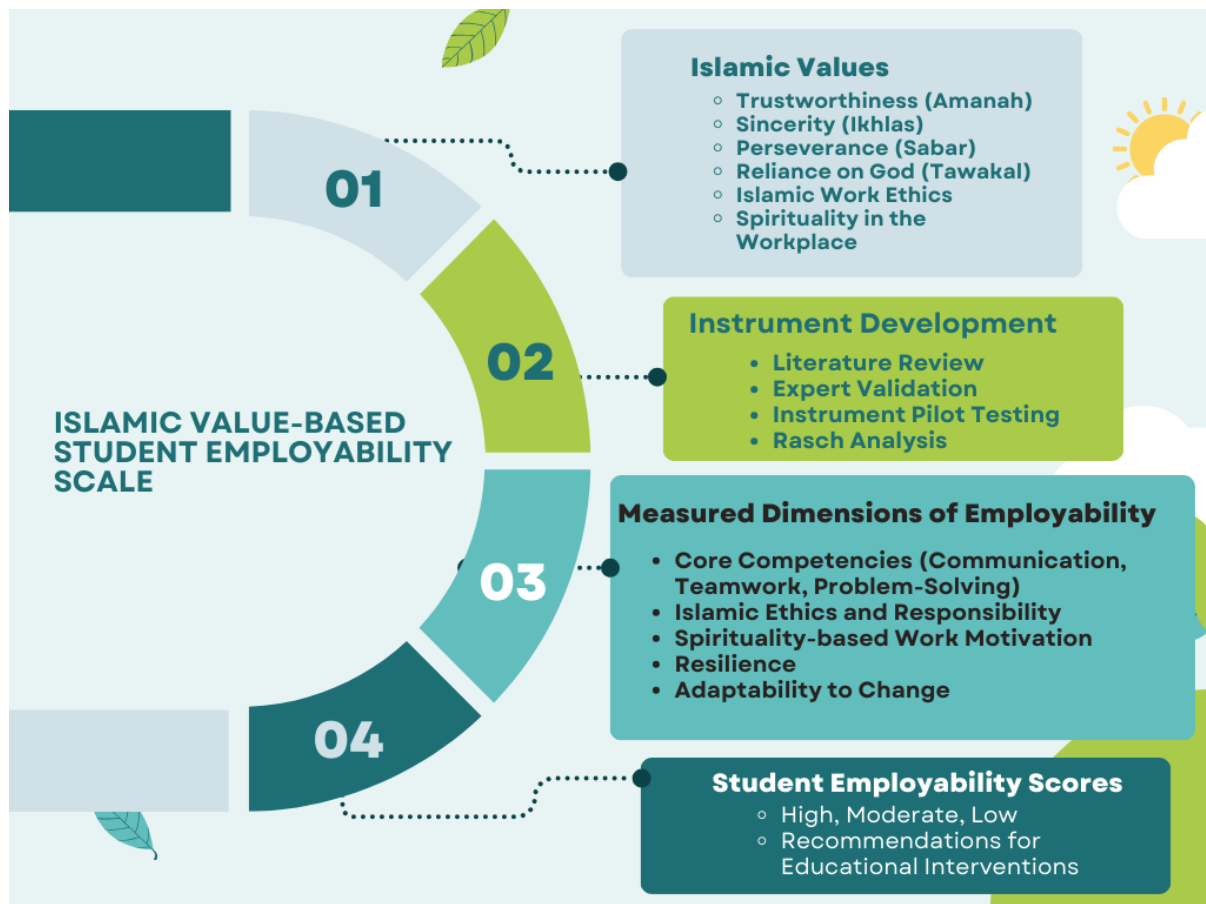 ISLAMIC VALUE-BASED
STUDENT EMPLOYABILITY
SCALE
01
Islamic Values
Trustworthiness (Amanah)
Sincerity (Ikhlas)
Perseverance (Sabar)
Reliance on God (Tawakal)
Islamic Work Ethics
Spirituality in the
Workplace
02
Instrument Development
Literature Review
Expert Validation
Instrument Pilot Testing
Rasch Analysis
03
Measured Dimensions of Employability
Core Competencies (Communication,
Teamwork, Problem-Solving)
Islamic Ethics and Responsibility
Spirituality-based Work Motivation
Resilience
Adaptability to Change
04
Student Employability Scores
High, Moderate, Low
Recommendations for
Educational Interventions